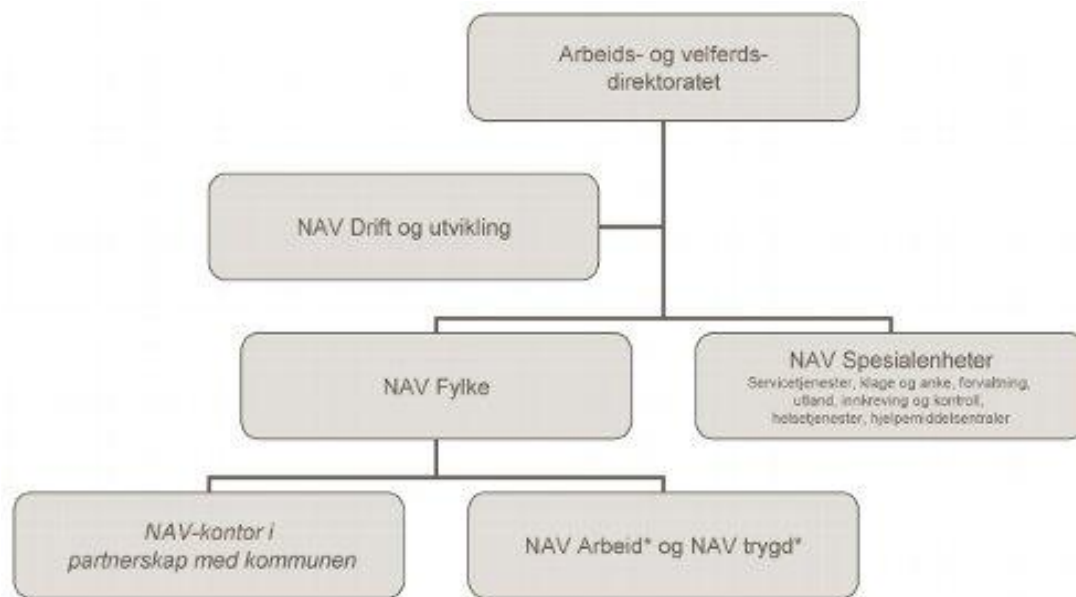 Arbeids- og velferds-
direktoratet
NAV Drift og utvikling
NAV Fylke
NAV Spesialenheter
Servicetjenester, klage og anke, forvaltning,
utland, innkreving og kontroll,
helsetjenester, hjelpemiddelsentraler
NAV-kontor i
partnerskap med kommunen
NAV Arbeid* og NAV trygd*